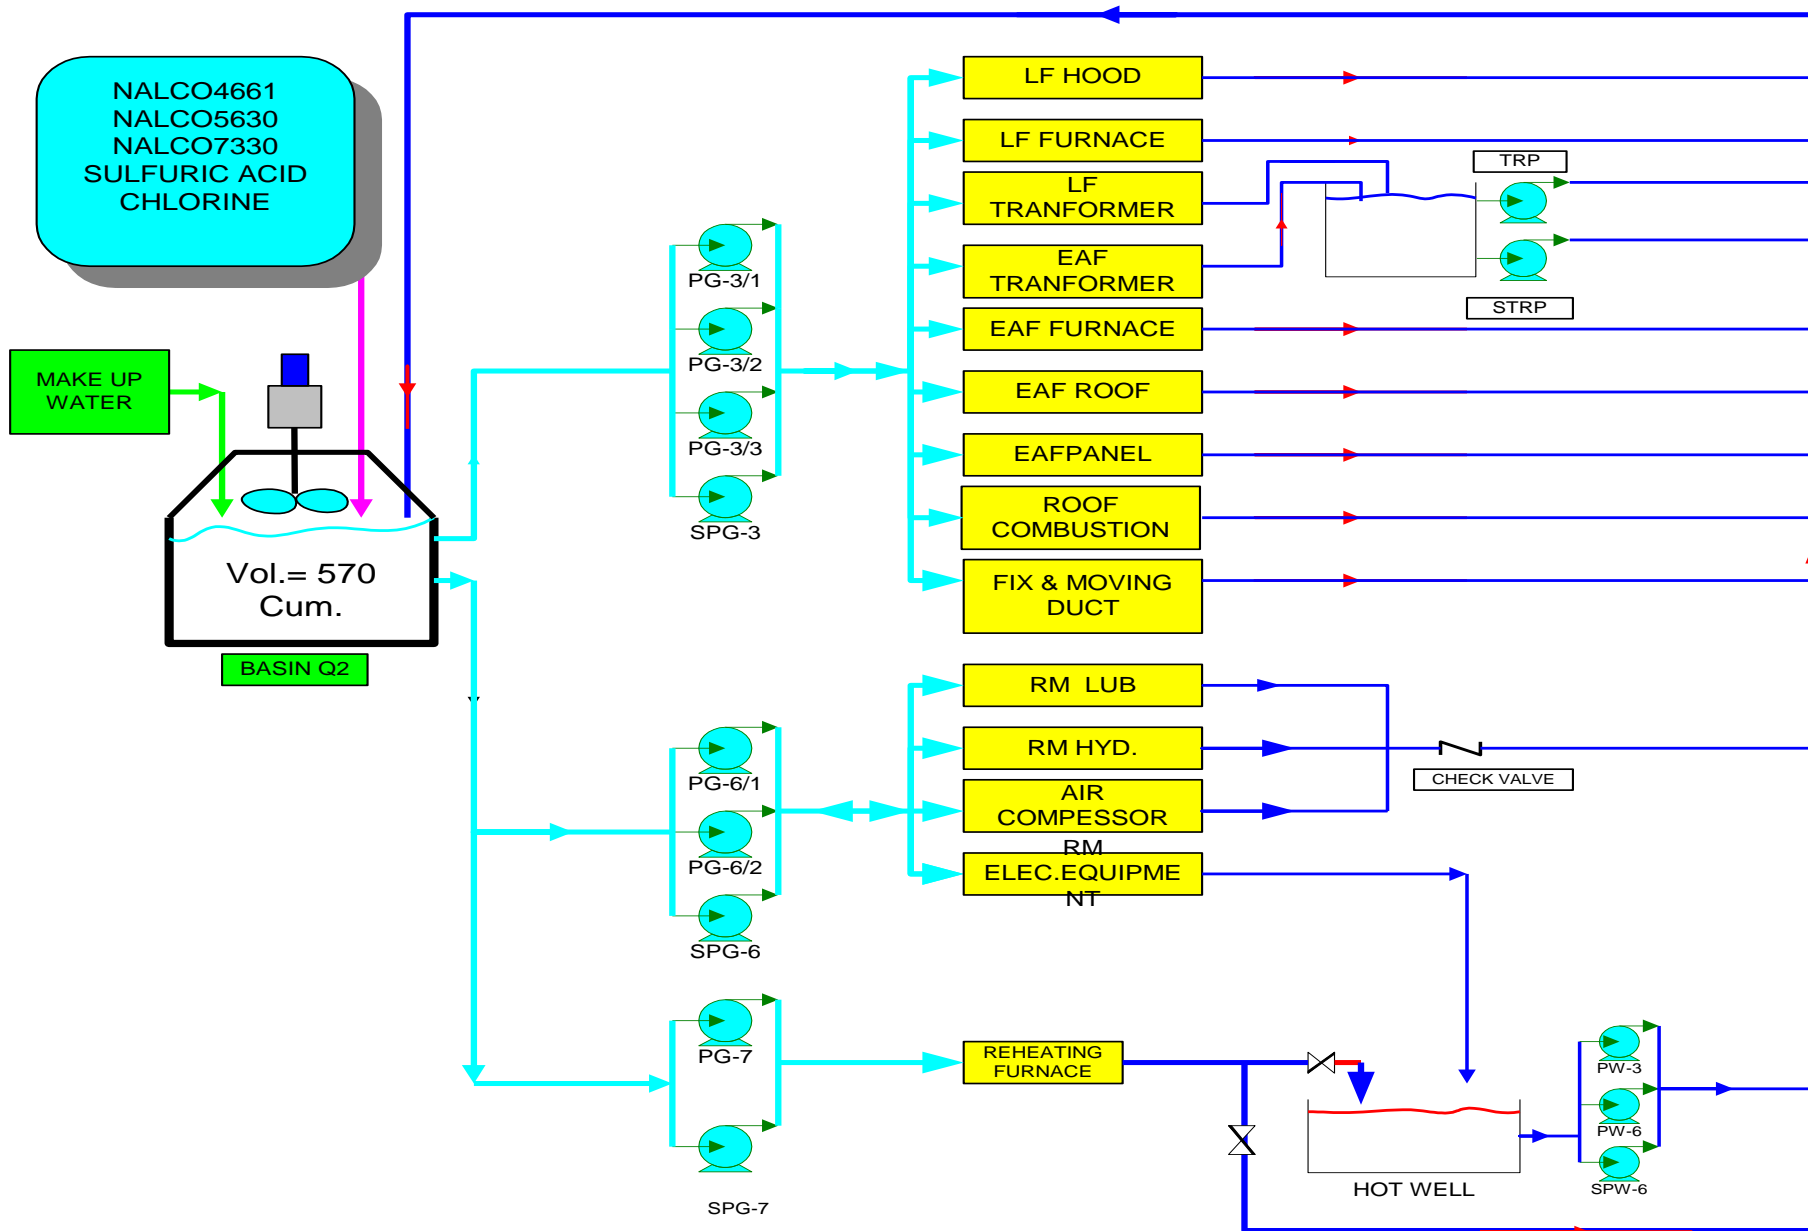 NALCO4661
NALCO5630
NALCO7330
SULFURIC ACID
CHLORINE
MAKE UP
WATER
Vol.= 570
Cum.
BASIN Q2
PG-3/1
PG-3/2
PG-3/3
SPG-3
PG-6/1
PG-6/2
SPG-6
PG-7
SPG-7
LF HOOD
LF FURNACE
LF
TRANFORMER
EAF
TRANFORMER
EAF FURNACE
EAF ROOF
EAFPANEL
ROOF
COMBUSTION
FIX & MOVING
DUCT
RM LUB
RM HYD.
AIR
COMPESSOR
RM
ELEC.EQUIPME
NT
REHEATING
FURNACE
TRP
STRP
CHECK VALVE
HOT WELL
PW-3
PW-6
SPW-6